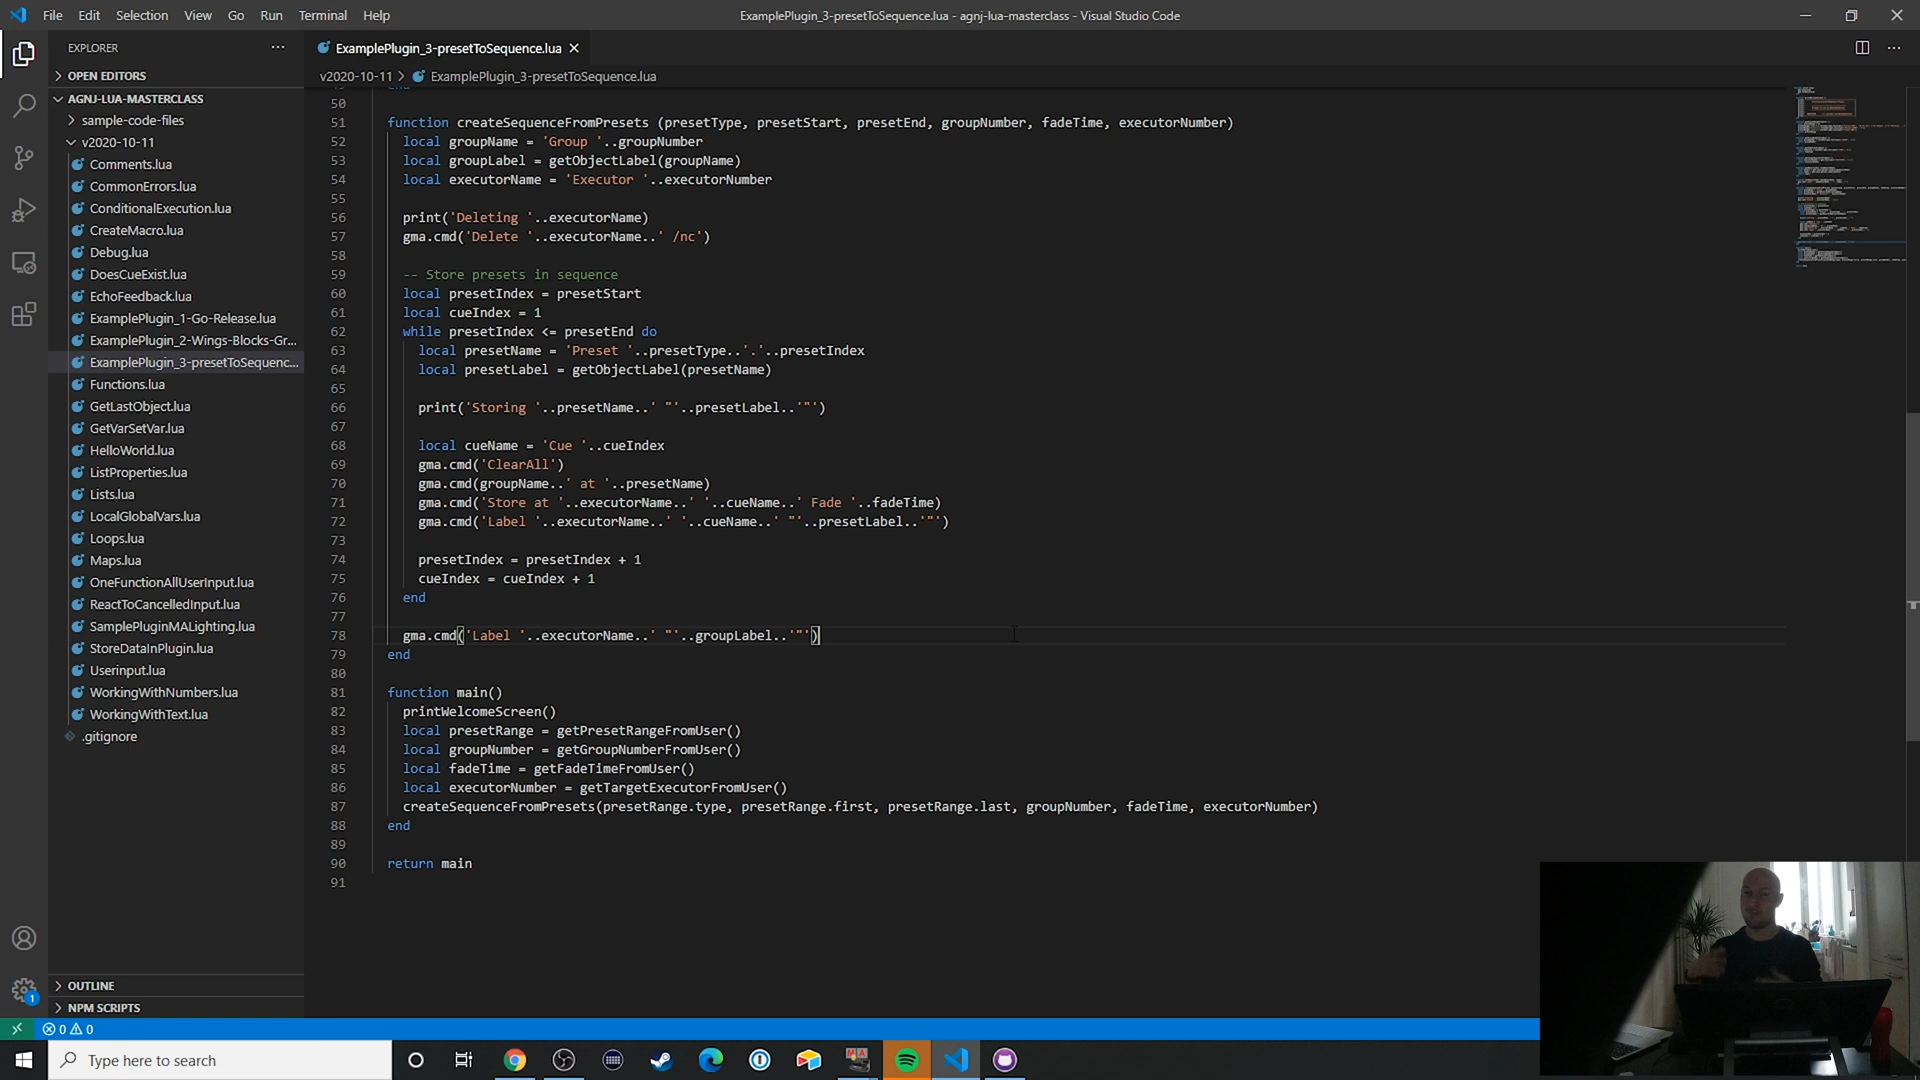 File Edit Selection View Go Run Terminal Help
ExamplePlugin_3-presetToSequence.lua - agnj-lua-masterclass - Visual Studio Code
EXPLORER
OPEN EDITORS
AGNJ-LUA-MASTERCLASS
sample-code-files
v2020-10-11
Comments.lua
CommonErrors.lua
ConditionalExecution.lua
CreateMacro.lua
Debug.lua
DoesCueExist.lua
EchoFeedback.lua
ExamplePlugin_1-Go-Release.lua
ExamplePlugin_2-Wings-Blocks-Gr...
ExamplePlugin_3-presetToSequenc...
Functions.lua
GetLastObject.lua
GetVarSetVar.lua
HelloWorld.lua
ListProperties.lua
Lists.lua
LocalGlobalVars.lua
Loops.lua
Maps.lua
OneFunctionAllUserInput.lua
ReactToCancelledInput.lua
SamplePluginMALighting.lua
StoreDataInPlugin.lua
Userinput.lua
WorkingWithNumbers.lua
WorkingWithText.lua
.gitignore
OUTLINE
NPM SCRIPTS
ExamplePlugin_3-presetToSequence.lua
v2020-10-11 > ExamplePlugin_3-presetToSequence.lua
49 end
50
51 function createSequenceFromPresets (presetType, presetStart, presetEnd, groupNumber, fadeTime, executorNumber)
52 local groupName = 'Group '..groupNumber
53 local groupLabel = getObjectLabel(groupName)
54 local executorName = 'Executor '..executorNumber
55
56 print('Deleting '..executorName)
57 gma.cmd('Delete '..executorName..' /nc')
58
59 -- Store presets in sequence
60 local presetIndex = presetStart
61 local cueIndex = 1
62 while presetIndex <= presetEnd do
63 local presetName = 'Preset '..presetType..'.'..presetIndex
64 local presetLabel = getObjectLabel(presetName)
65
66 print('Storing '..presetName..' "'..presetLabel..'"')
67
68 local cueName = 'Cue '..cueIndex
69 gma.cmd('ClearAll')
70 gma.cmd(groupName..' at '..presetName)
71 gma.cmd('Store at '..executorName..' '..cueName..' Fade '..fadeTime)
72 gma.cmd('Label '..executorName..' '..cueName..' "'..presetLabel..'"')
73
74 presetIndex = presetIndex + 1
75 cueIndex = cueIndex + 1
76 end
77
78 gma.cmd('Label '..executorName..' "'..groupLabel..'"')
79 end
80
81 function main()
82 printWelcomeScreen()
83 local presetRange = getPresetRangeFromUser()
84 local groupNumber = getGroupNumberFromUser()
85 local fadeTime = getFadeTimeFromUser()
86 local executorNumber = getTargetExecutorFromUser()
87 createSequenceFromPresets(presetRange.type, presetRange.first, presetRange.last, groupNumber, fadeTime, executorNumber)
88 end
89
90 return main
91
1
0 0
Type here to search